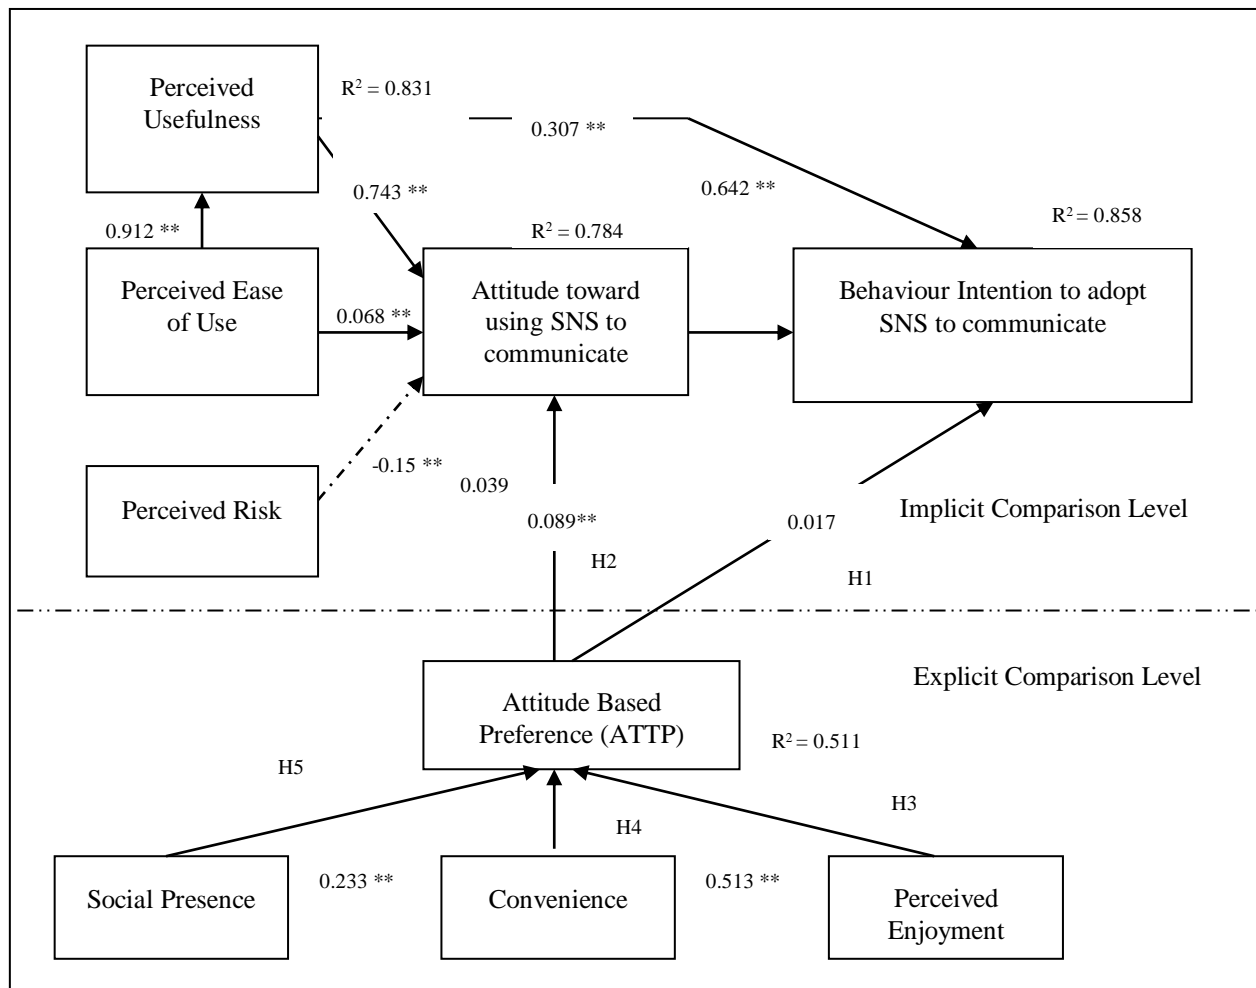 Perceived
Usefulness
R² = 0.831
0.307 **
0.743 **
0.642 **
R² = 0.858
0.912 **
R² = 0.784
Perceived Ease
of Use
0.068 **
Attitude toward
using SNS to
communicate
Behaviour Intention to adopt
SNS to communicate
Perceived Risk
-0.15 **
0.039
0.089**
0.017
Implicit Comparison Level
H2
H1
Explicit Comparison Level
Attitude Based
Preference (ATTP)
R² = 0.511
H5
H4
H3
Social Presence
0.233 **
Convenience
0.513 **
Perceived
Enjoyment